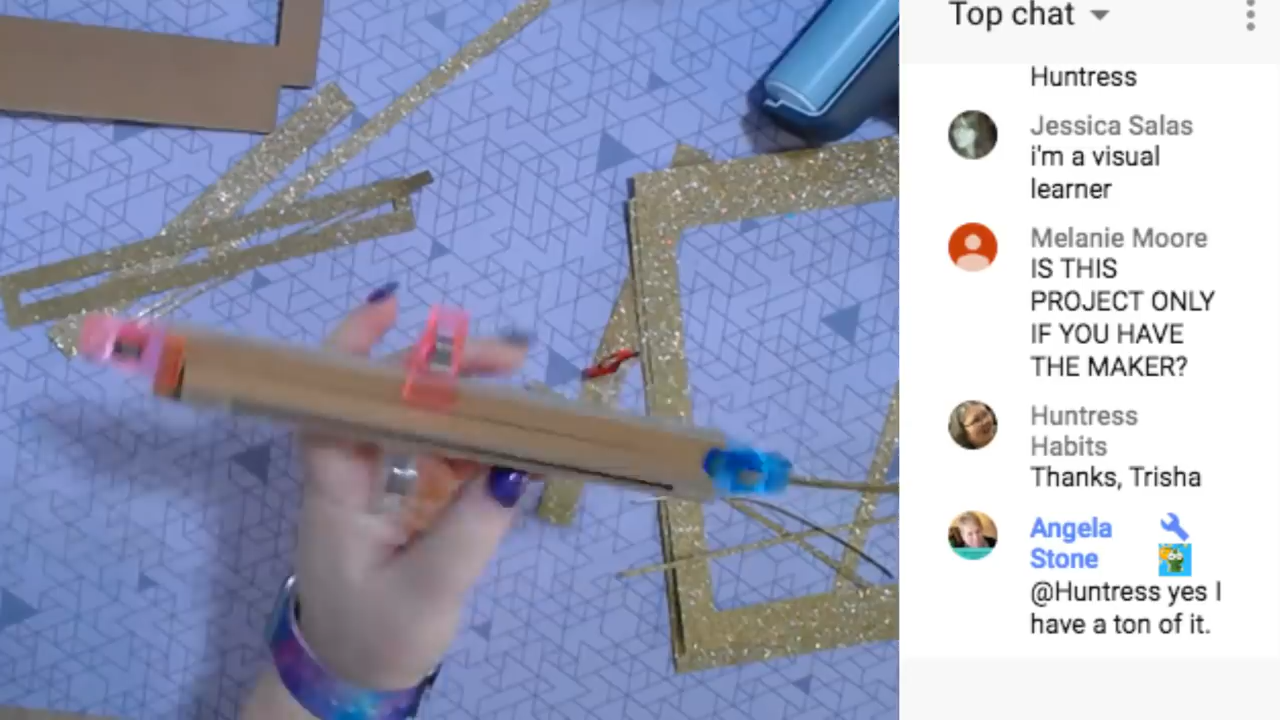 Top chat
Huntress
Jessica Salas
i'm a visual
learner
Melanie Moore
IS THIS
PROJECT ONLY
IF YOU HAVE
THE MAKER?
Huntress
Habits
Thanks, Trisha
Angela
Stone
@Huntress yes I
have a ton of it.